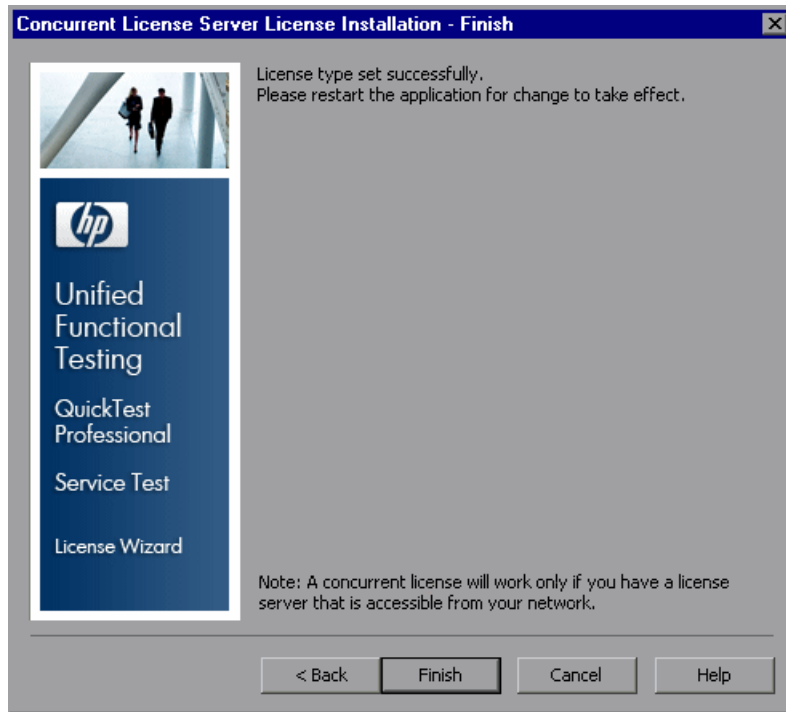 Concurrent License Server License Installation - Finish
License type set successfully.
Please restart the application for change to take effect.
hp
Unified
Functional
Testing
QuickTest
Professional
Service Test
License Wizard
Note: A concurrent license will work only if you have a license
server that is accessible from your network.
< Back
Finish
Cancel
Help